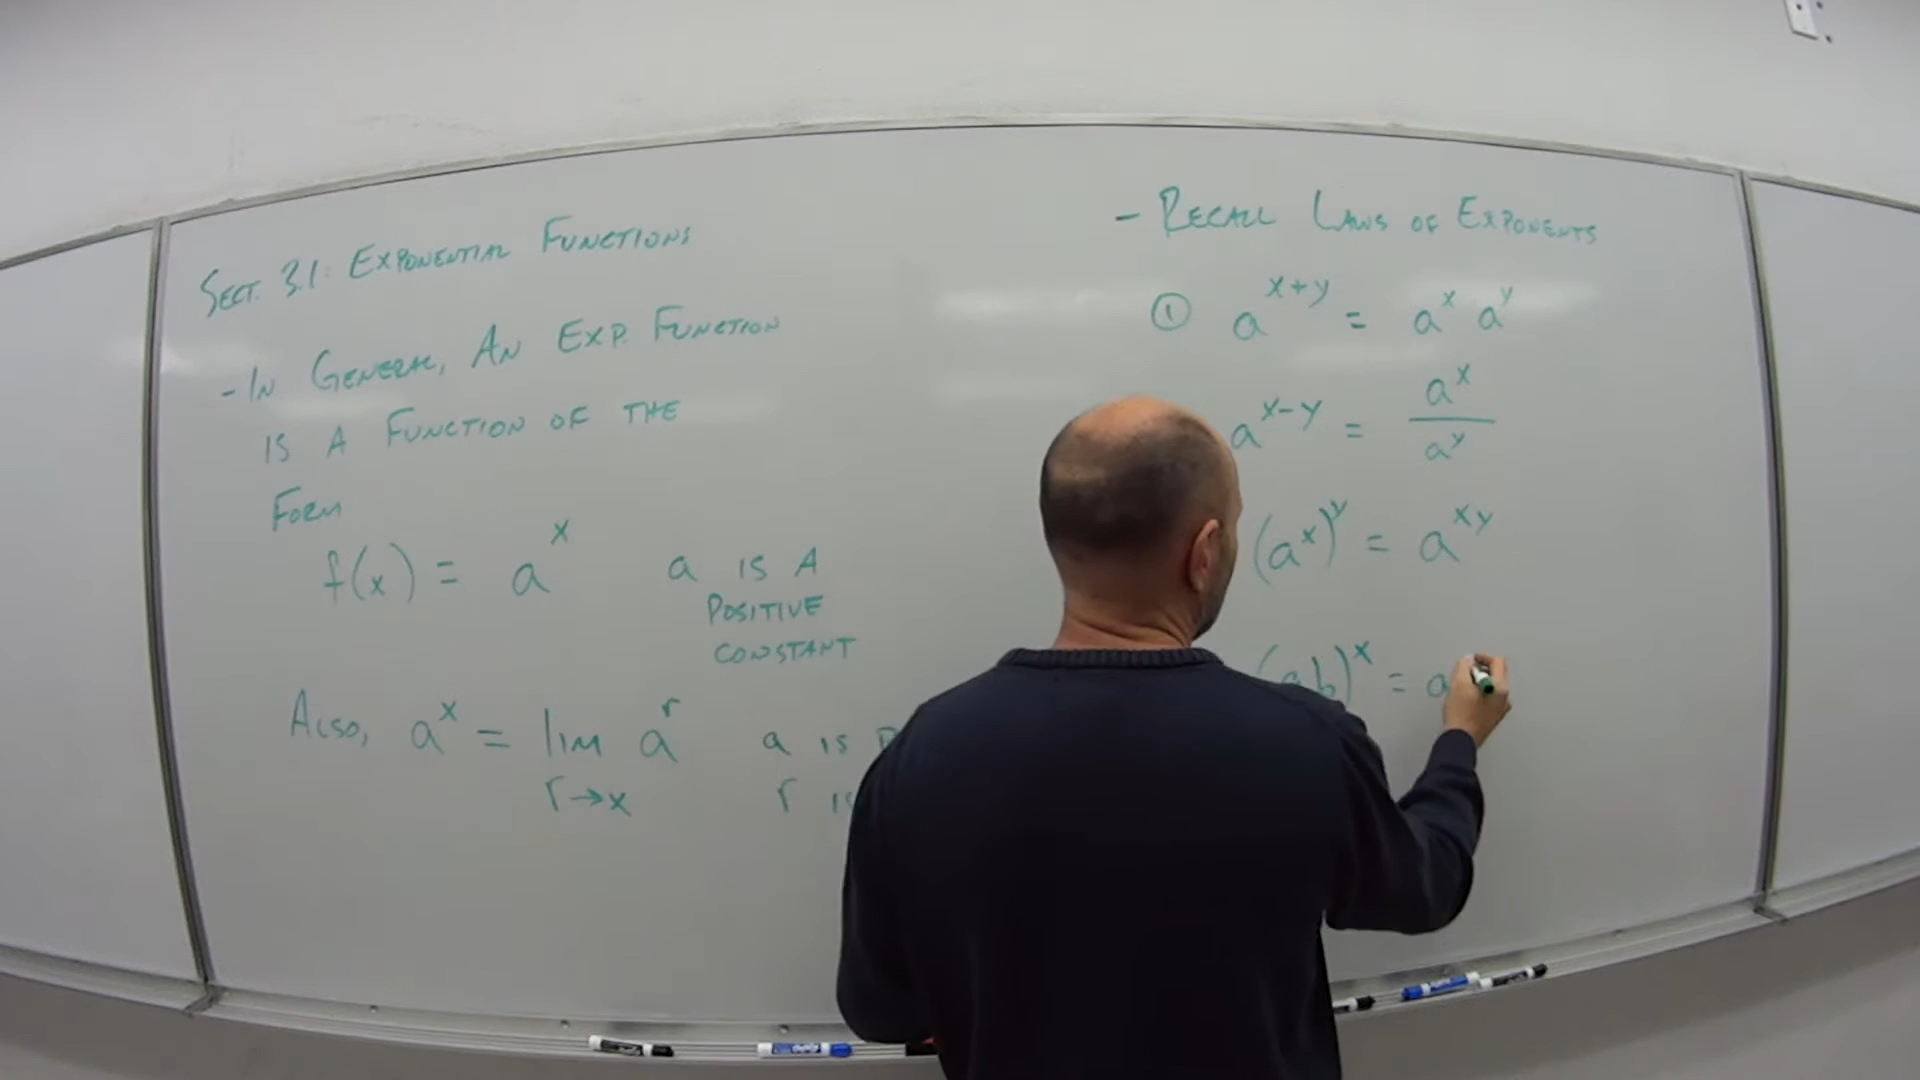 SECT. 3.1: EXPONENTIAL FUNCTIONS
- IN GENERAL, AN EXP. FUNCTION
IS A FUNCTION OF THE
FORM
f(x) = a^x
a IS A
POSITIVE
CONSTANT
ALSO, a^x = lim a^r
r→x
a IS
r IS
- RECALL LAWS OF EXPONENTS
① a^{x+y} = a^x a^y
a^{x-y} = a^x / a^y
(a^x)^y = a^{xy}
(ab)^x = a